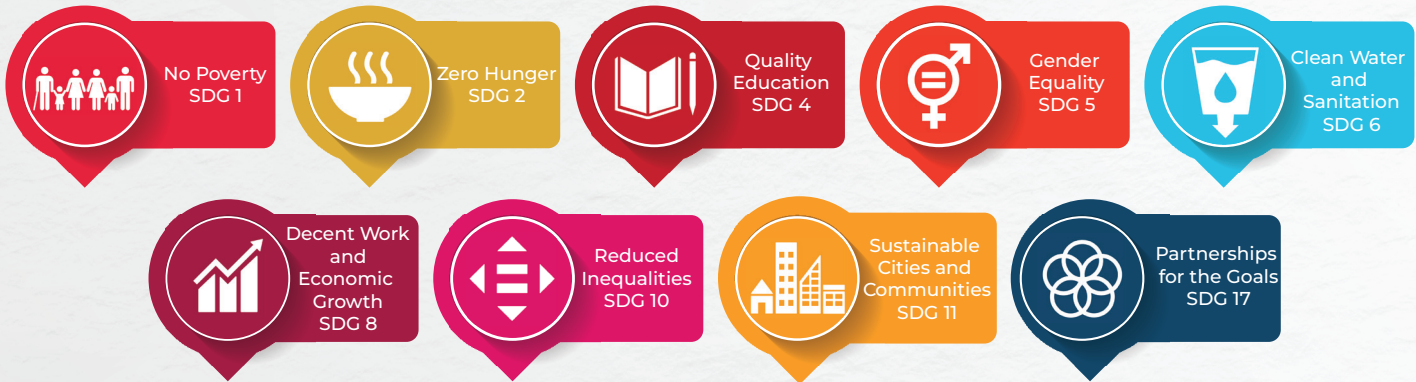 No Poverty
SDG 1
Zero Hunger
SDG 2
Quality
Education
SDG 4
Gender
Equality
SDG 5
Clean Water
and
Sanitation
SDG 6
Decent Work
and
Economic
Growth
SDG 8
Reduced
Inequalities
SDG 10
Sustainable
Cities and
Communities
SDG 11
Partnerships
for the Goals
SDG 17